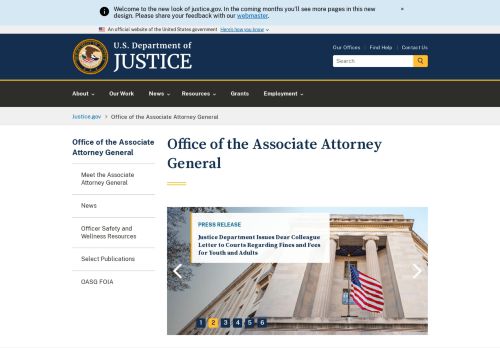 Welcome to the new look of justice.gov. In the coming months you'll see more pages in this new
design. Please share your feedback with our webmaster.
×
An official website of the United States government Here's how you know
U.S. Department of
JUSTICE
Our Offices | Find Help | Contact Us
Search
About
Our Work
News
Resources
Grants
Employment
Justice.gov > Office of the Associate Attorney General
Office of the Associate
Attorney General
Meet the Associate
Attorney General
News
Officer Safety and
Wellness Resources
Select Publications
OASG FOIA
Office of the Associate Attorney
General
PRESS RELEASE
Justice Department Issues Dear Colleague
Letter to Courts Regarding Fines and Fees
for Youth and Adults
1 2 3 4 5 6